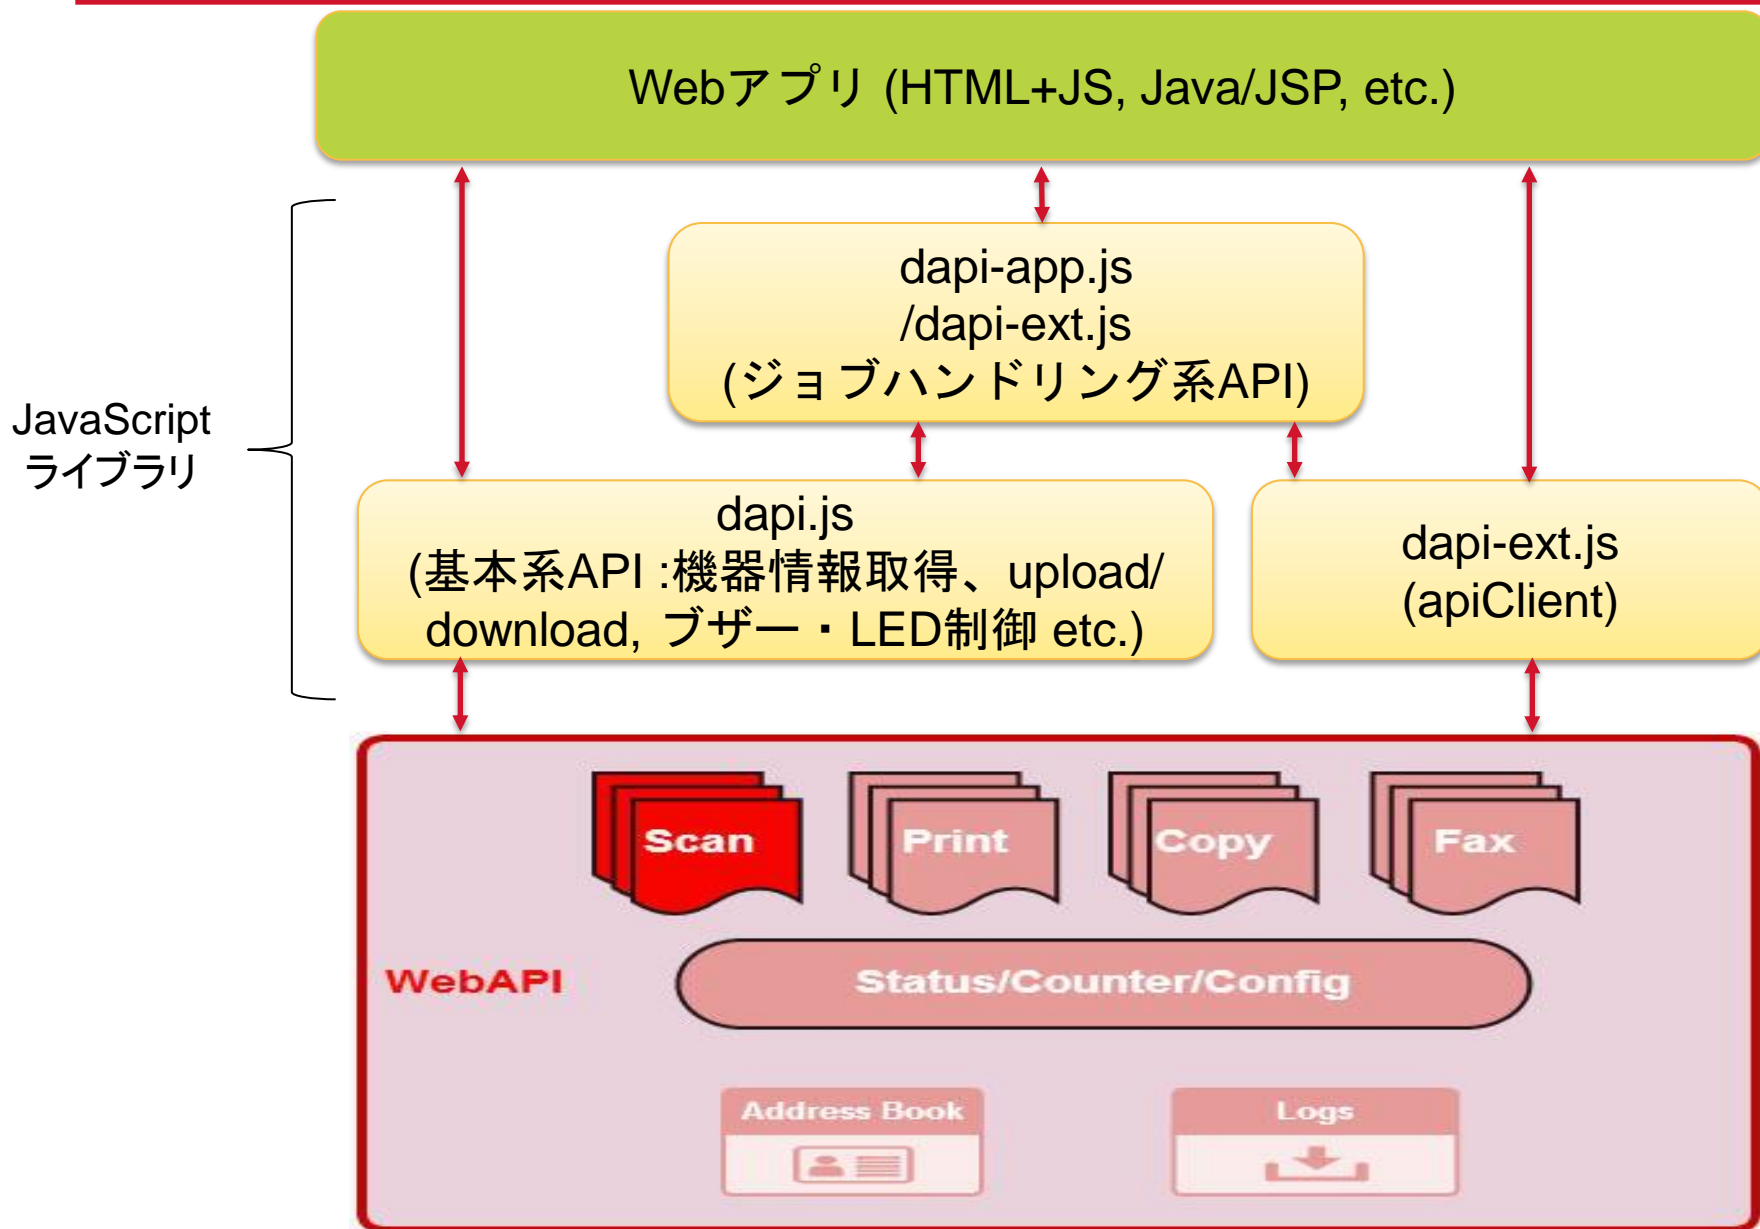 Webアプリ (HTML+JS, Java/JSP, etc.)
dapi-app.js
/dapi-ext.js
(ジョブハンドリング系API)
JavaScript
ライブラリ
dapi.js
(基本系API :機器情報取得、upload/
download, ブザー・LED制御 etc.)
dapi-ext.js
(apiClient)
Scan
Print
Copy
Fax
WebAPI
Status/Counter/Config
Address Book
Logs